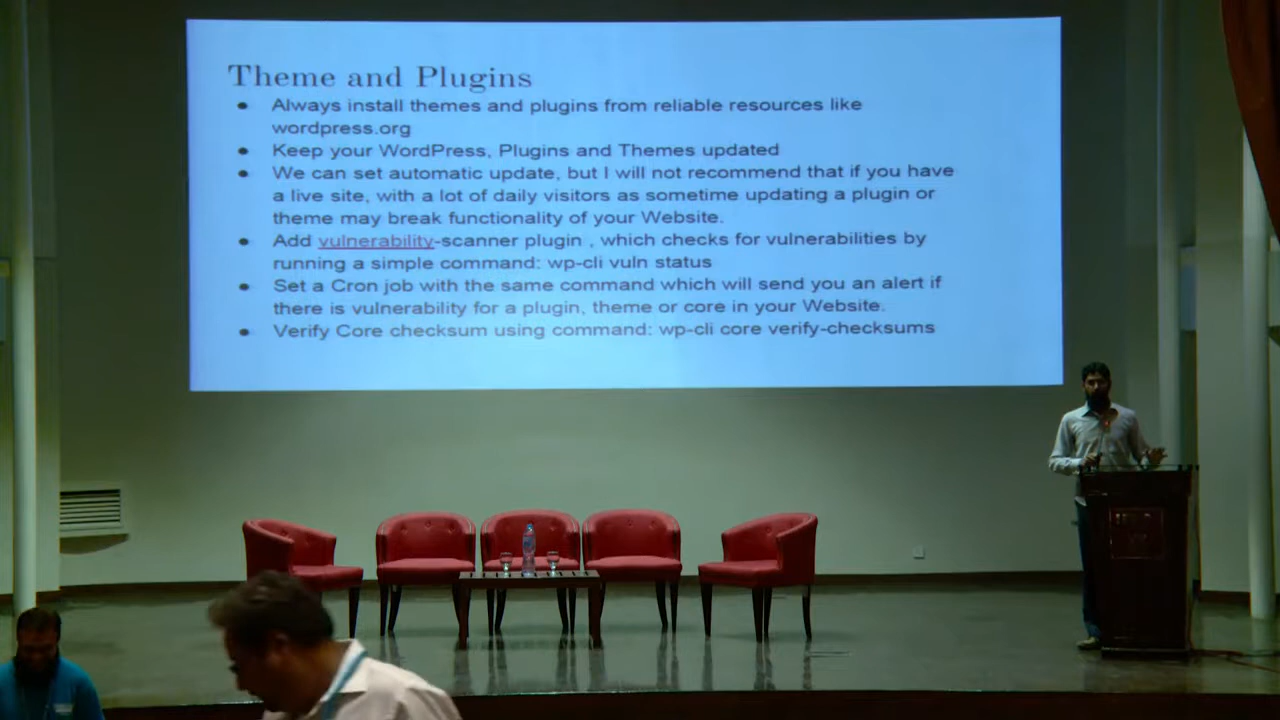 Theme and Plugins
● Always install themes and plugins from reliable resources like
wordpress.org
● Keep your WordPress, Plugins and Themes updated
● We can set automatic update, but I will not recommend that if you have
a live site, with a lot of daily visitors as sometime updating a plugin or
theme may break functionality of your Website.
● Add vulnerability-scanner plugin , which checks for vulnerabilities by
running a simple command: wp-cli vuln status
● Set a Cron job with the same command which will send you an alert if
there is vulnerability for a plugin, theme or core in your Website.
● Verify Core checksum using command: wp-cli core verify-checksums